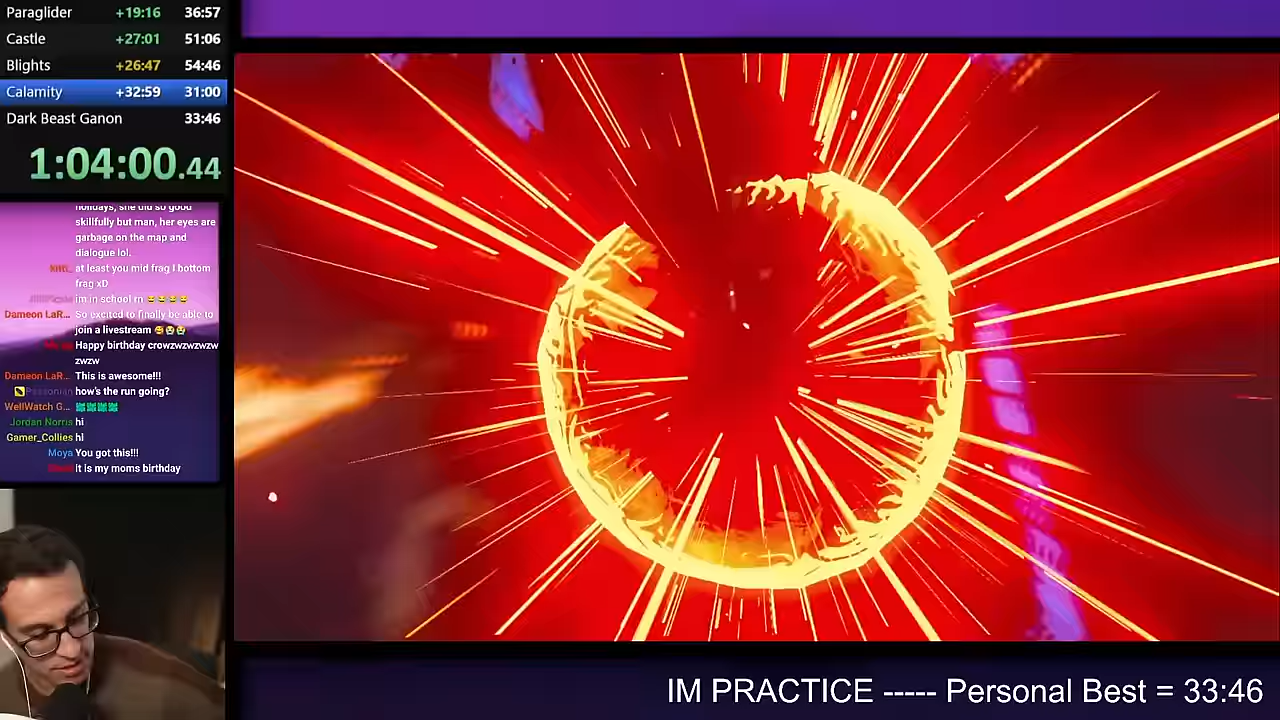 Paraglider +19:16 36:57
Castle +27:01 51:06
Blights +26:47 54:46
Calamity +32:59 31:00
Dark Beast Ganon 33:46
1:04:00.44
holidays, she did so good
skillfully but man, her eyes are
garbage on the map and
dialogue lol.
at least you mid frag I bottom
frag xD
im in school rn 😂😂😂😂
Dameon LaR... So excited to finally be able to
join a livestream
Happy birthday crowzwzwzwz
zwzw
Dameon LaR... This is awesome!!!
how's the run going?
WellWatch G...
Jordan Norris hi
Gamer_Collies hI
Moya You got this!!!
It is my moms birthday
IM PRACTICE ----- Personal Best = 33:46